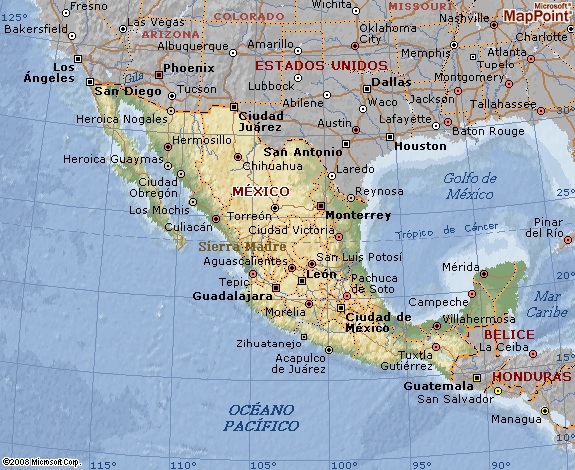 125°
Fresno
Bakersfield
Las Vegas
COLORADO
MISSOURI
Nashville
Microsoft®
MapPoint®
ARIZONA
Oklahoma
City
Charlotte
Albuquerque
Amarillo
Memphis
Atlanta
Los
Ángeles
Gila
Phoenix
ESTADOS UNIDOS
Tupelo
Montgomery
San Diego
Tucson
Lubbock
Dallas
Abilene
Waco
Jackson
Tallahassee
Heroica Nogales
Ciudad
Juárez
Austin
Lafayette
Baton Rouge
30°
Hermosillo
San Antonio
Houston
Heroica Guaymas
Chihuahua
Laredo
Golfo de
México
Ciudad
Obregón
MÉXICO
Reynosa
25°
Los Mochis
Torreón
Monterrey
Culiacán
Ciudad Victoria
Trópico de Cáncer
Pinar
del Río
Sierra Madre
Aguascalientes
San Luis Potosí
Mérida
Tepic
León
Pachuca
de Soto
Guadalajara
Campeche
Mar
Caribe
Morelia
Ciudad de
México
Villahermosa
BELICE
Zihuatanejo
La Ceiba
Acapulco
de Juárez
Tuxtla
Gutiérrez
15°
Guatemala
HONDURAS
San Salvador
OCÉANO
PACÍFICO
Managua
10°
©2008 Microsoft Corp.
115°
110°
105°
100°
95°
90°